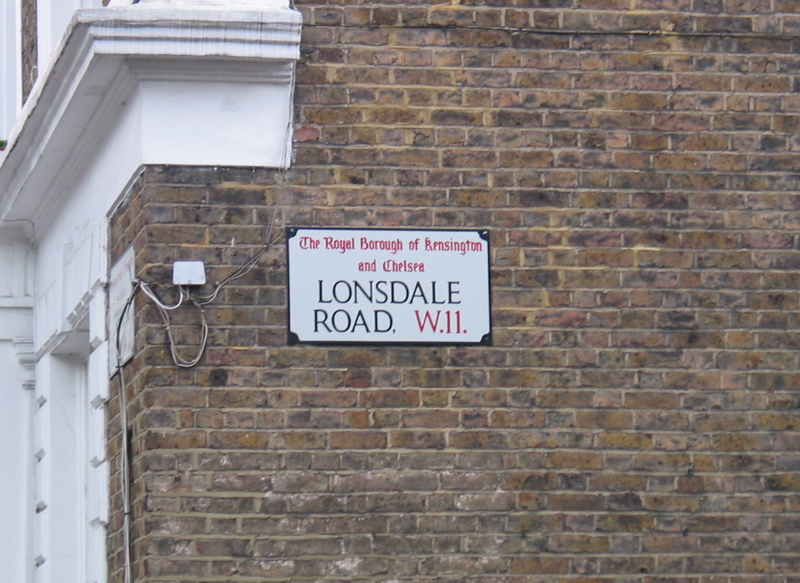 The Royal Borough of Kensington
and Chelsea
LONSDALE
ROAD, W.11.